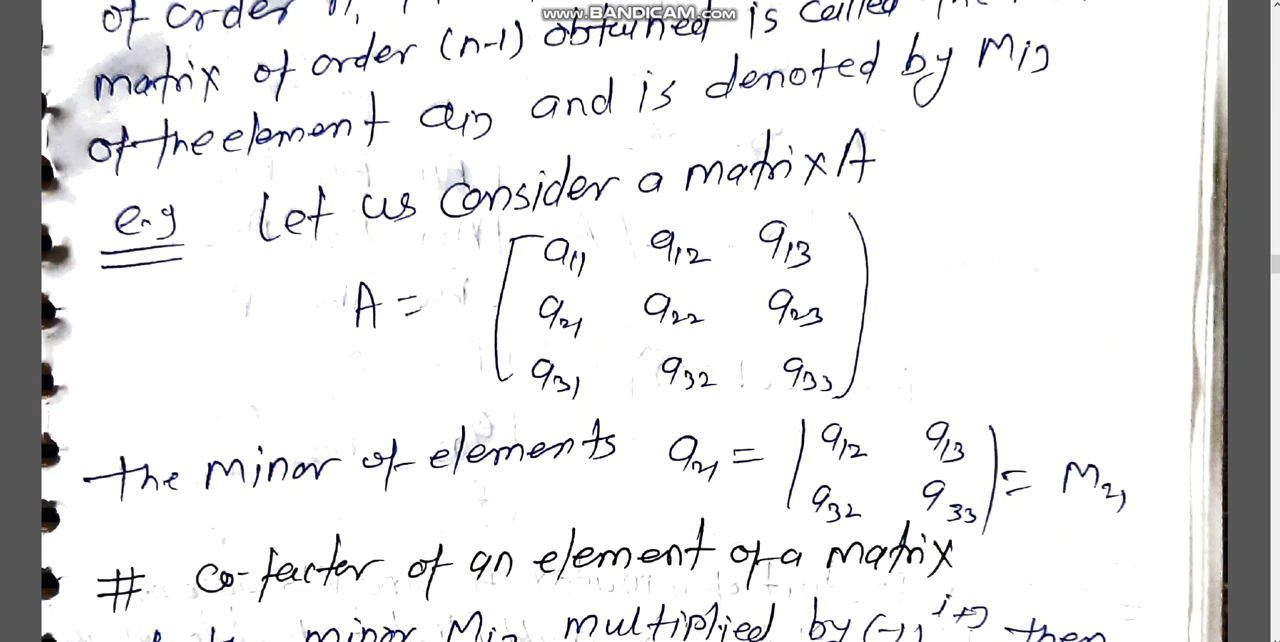 www.BANDICAM.com
of order n, is called the
matrix of order (n-1) obtained is called
of the element aij and is denoted by Mij
e.g Let us consider a matrix A
A = [ a11 a12 a13
a21 a22 a23
a31 a32 a33 ]
the minor of elements a21 = | a12 a13
a32 a33 | = M21
# co-factor of an element of a matrix
minor Mij multiplied by (-1)^i+j then